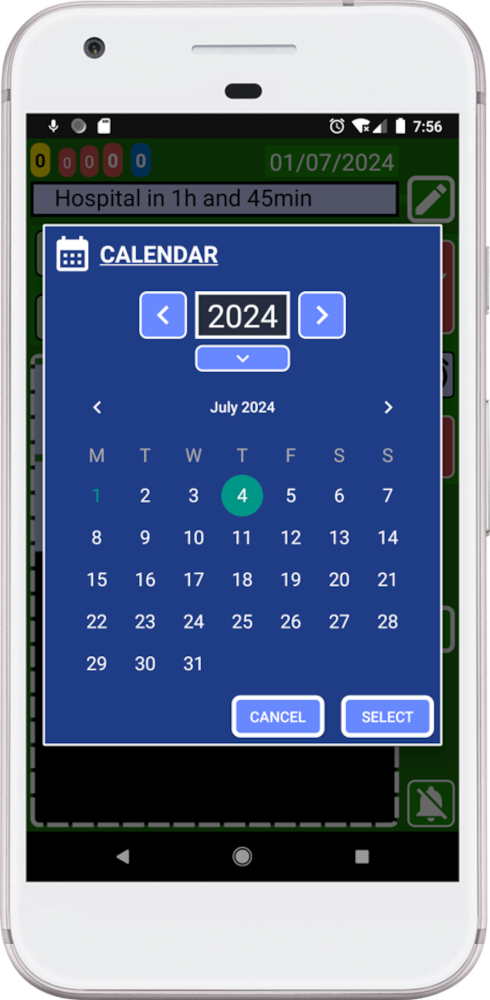 7:56
0 0 0 0 0 01/07/2024
Hospital in 1h and 45min
CALENDAR
2024
July 2024
M T W T F S S
1 2 3 4 5 6 7
8 9 10 11 12 13 14
15 16 17 18 19 20 21
22 23 24 25 26 27 28
29 30 31
CANCEL SELECT